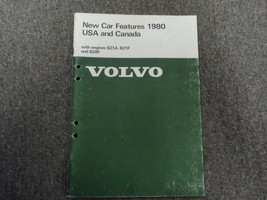 New Car Features 1980
USA and Canada
with engines B21A, B21F
and B28F
VOLVO